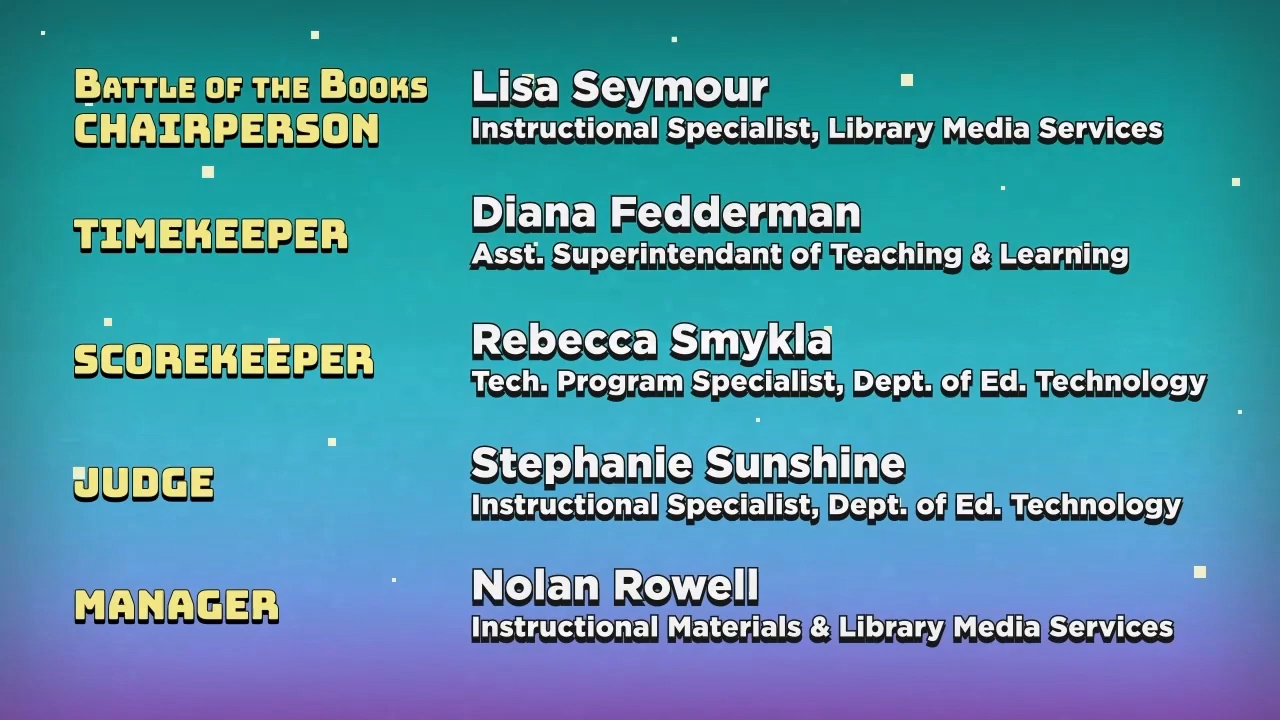 Battle of the Books
CHAIRPERSON
Lisa Seymour
Instructional Specialist, Library Media Services
TIMEKEEPER
Diana Fedderman
Asst. Superintendant of Teaching & Learning
SCOREKEEPER
Rebecca Smykla
Tech. Program Specialist, Dept. of Ed. Technology
JUDGE
Stephanie Sunshine
Instructional Specialist, Dept. of Ed. Technology
MANAGER
Nolan Rowell
Instructional Materials & Library Media Services